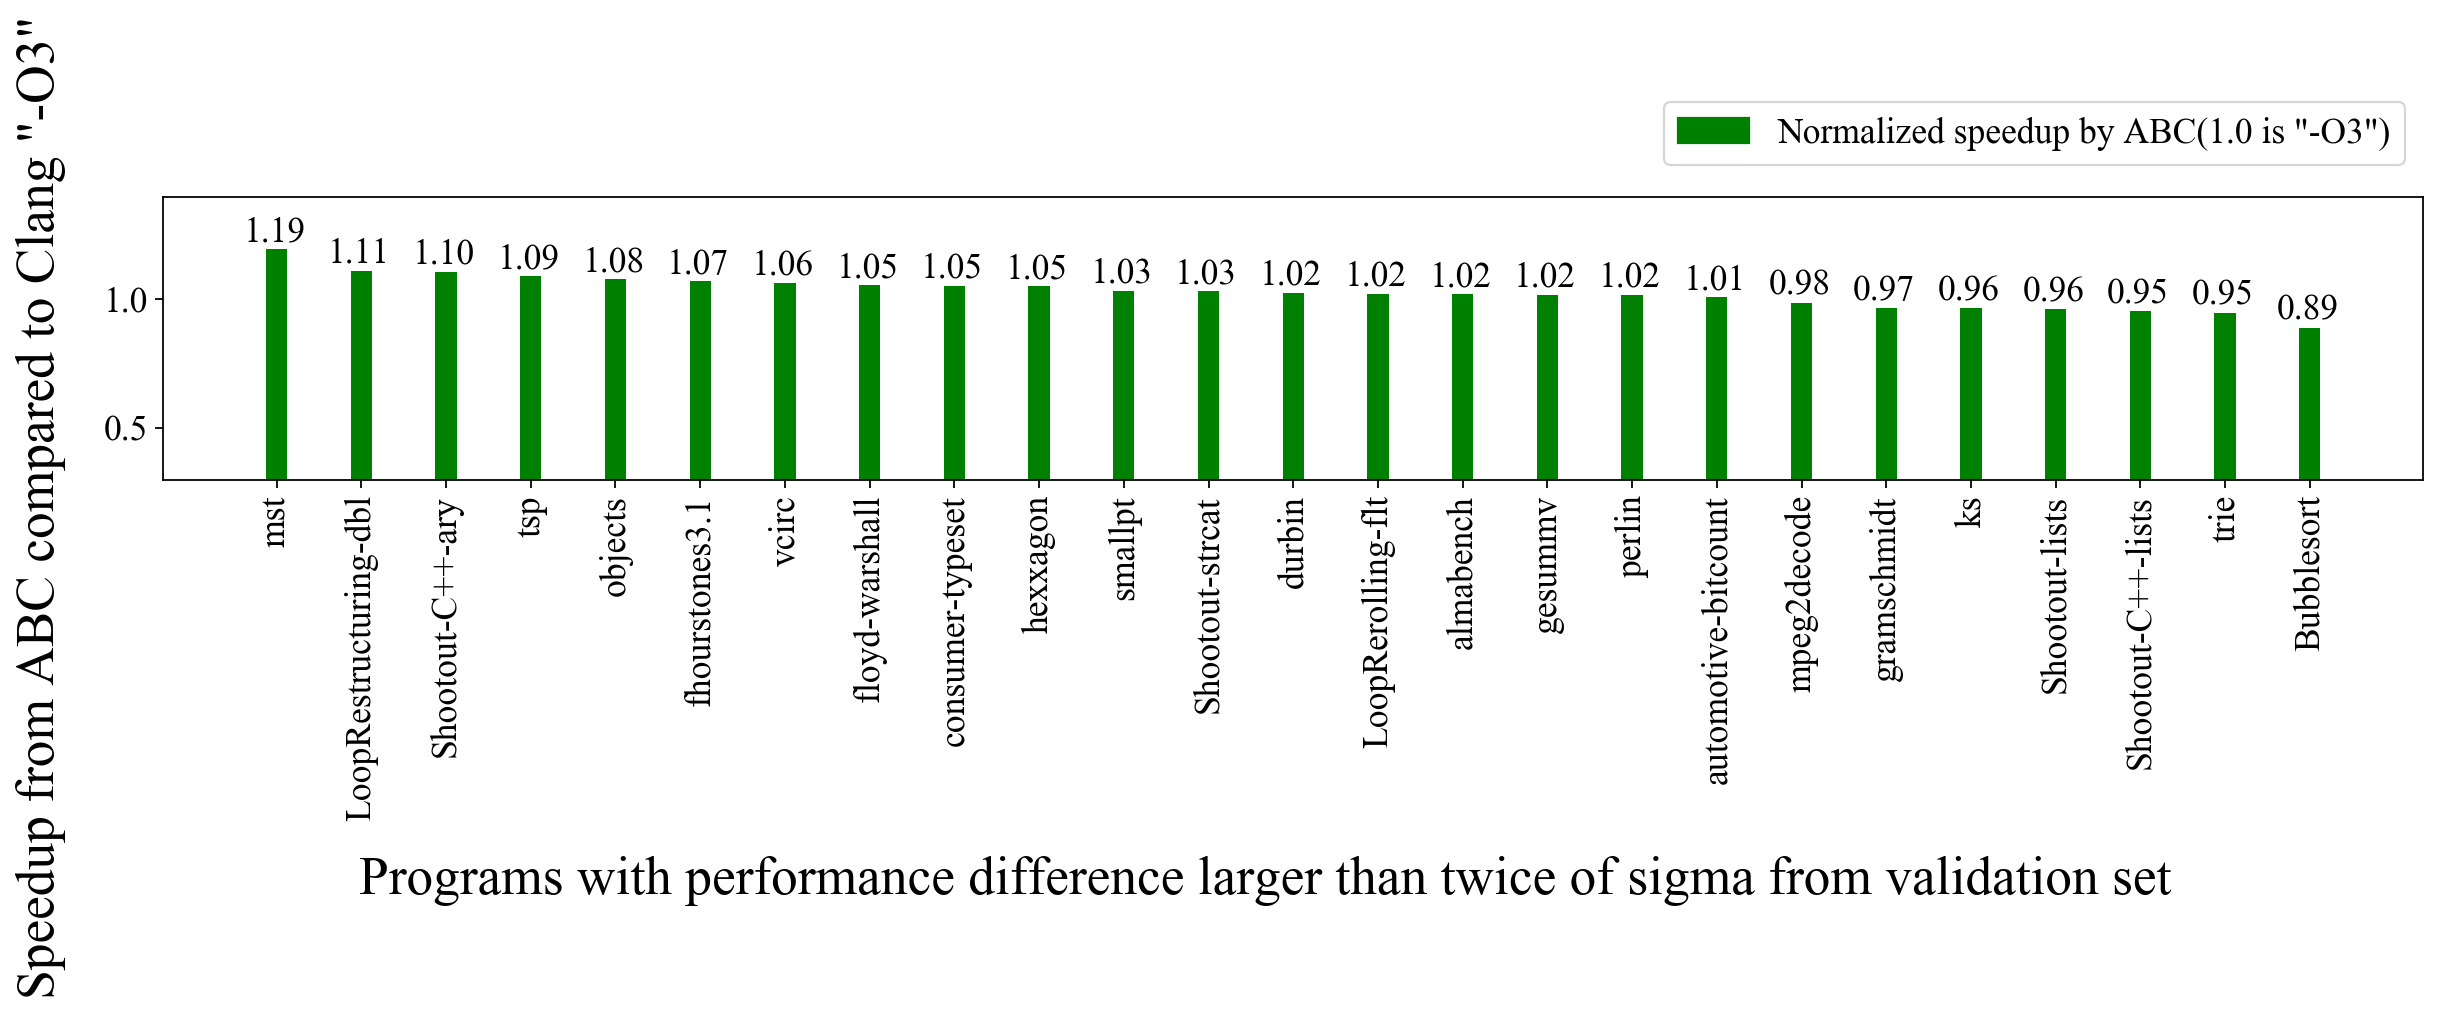 Speedup from ABC compared to Clang "-O3"
Normalized speedup by ABC(1.0 is "-O3")
1.0
0.5
1.19
1.11
1.10
1.09
1.08
1.07
1.06
1.05
1.05
1.05
1.03
1.03
1.02
1.02
1.02
1.02
1.02
1.01
0.98
0.97
0.96
0.96
0.95
0.95
0.89
mst
LoopRestructuring-dbl
Shootout-C++-ary
tsp
objects
fhourstones3.1
vcirc
floyd-warshall
consumer-typeset
hexxagon
smallpt
Shootout-strcat
durbin
LoopRerolling-flt
almabench
gesummv
perlin
automotive-bitcount
mpeg2decode
gramschmidt
ks
Shootout-lists
Shootout-C++-lists
trie
Bubblesort
Programs with performance difference larger than twice of sigma from validation set